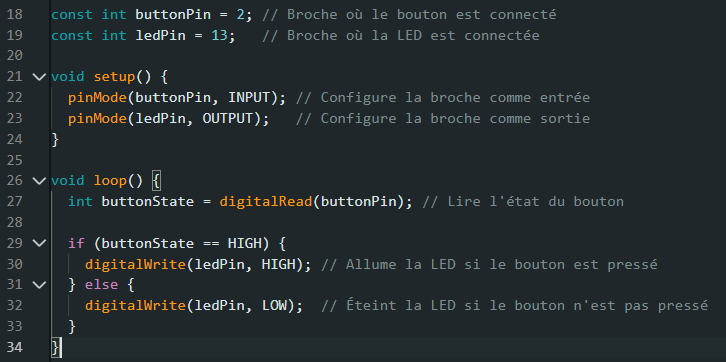 18 const int buttonPin = 2; // Broche où le bouton est connecté
19 const int ledPin = 13;   // Broche où la LED est connectée
20
21 void setup() {
22   pinMode(buttonPin, INPUT); // Configure la broche comme entrée
23   pinMode(ledPin, OUTPUT);   // Configure la broche comme sortie
24 }
25
26 void loop() {
27   int buttonState = digitalRead(buttonPin); // Lire l'état du bouton
28
29   if (buttonState == HIGH) {
30     digitalWrite(ledPin, HIGH); // Allume la LED si le bouton est pressé
31   } else {
32     digitalWrite(ledPin, LOW);  // Éteint la LED si le bouton n'est pas pressé
33   }
34 }